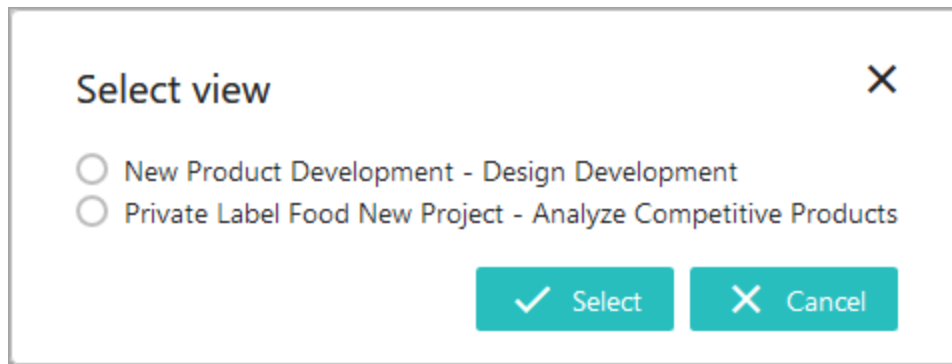 Select view
New Product Development - Design Development
Private Label Food New Project - Analyze Competitive Products
Select
Cancel